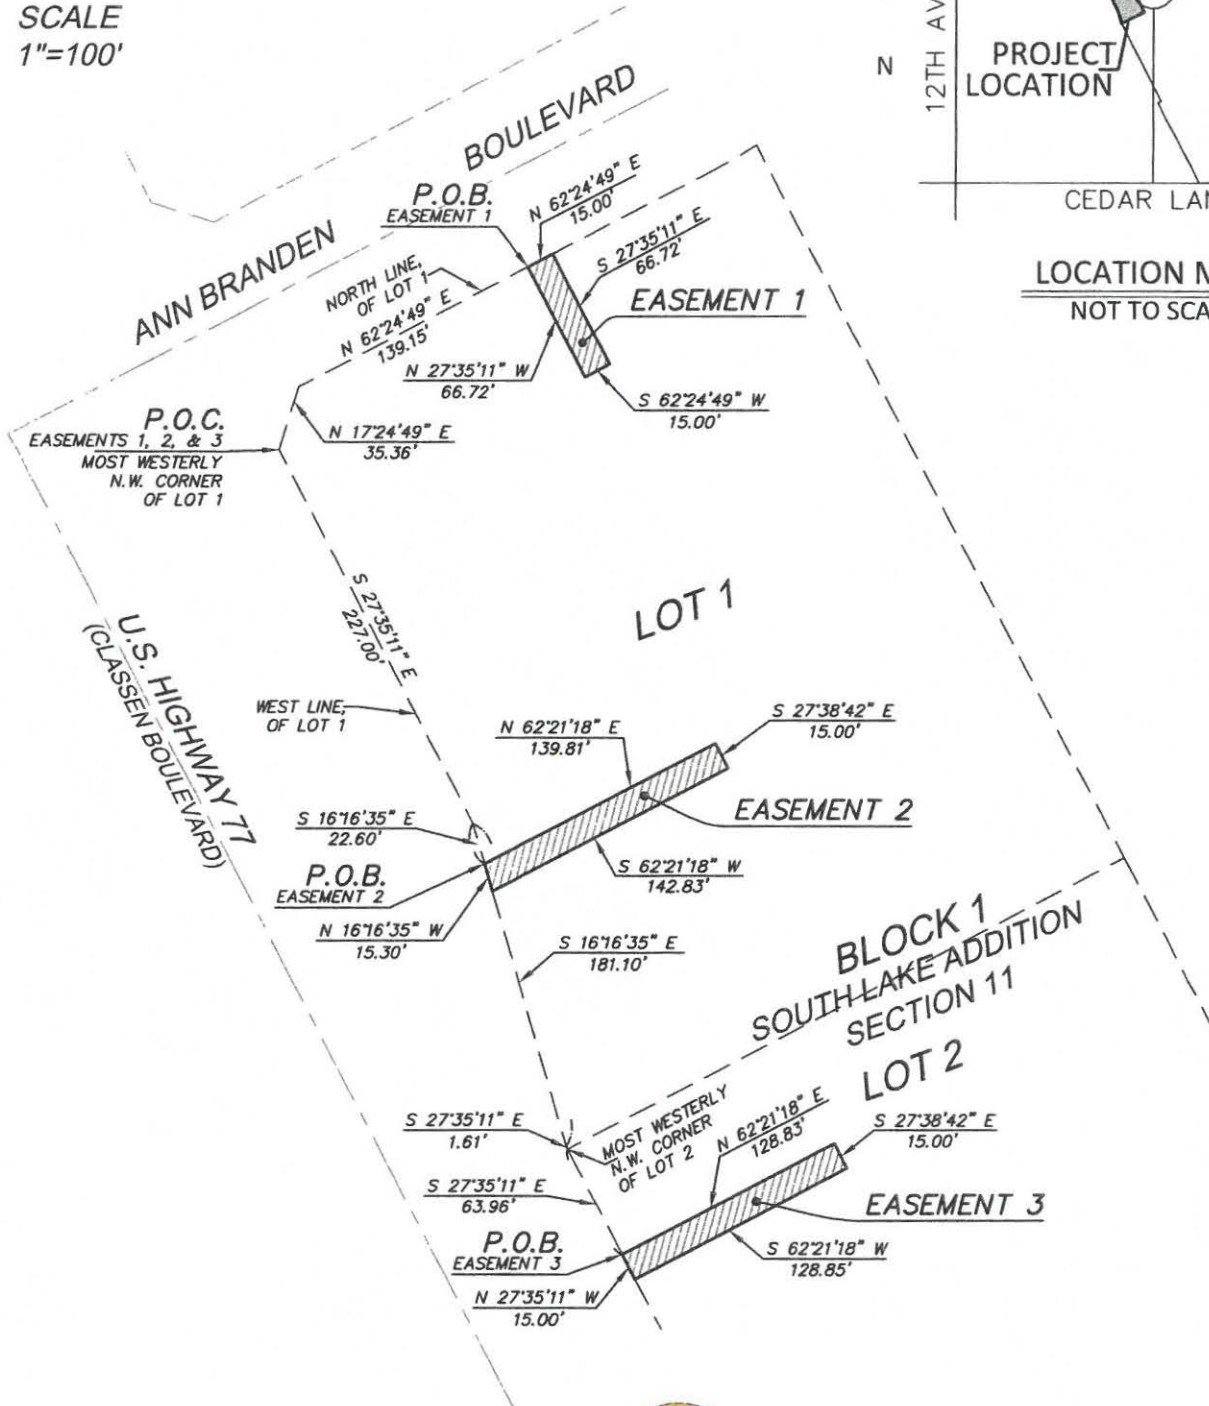 SCALE
1"=100'
12TH AV
N
PROJECT
LOCATION
CEDAR LAN
LOCATION M
NOT TO SCA
ANN BRANDEN BOULEVARD
P.O.B.
EASEMENT 1
N 62°24'49" E
15.00'
S 27°35'11" E
66.72'
EASEMENT 1
NORTH LINE,
OF LOT 1
N 62°24'49" E
139.15'
N 27°35'11" W
66.72'
S 62°24'49" W
15.00'
P.O.C.
EASEMENTS 1, 2, & 3
MOST WESTERLY
N.W. CORNER
OF LOT 1
N 17°24'49" E
35.36'
S 27°35'11" E
227.00'
LOT 1
U.S. HIGHWAY 77
(CLASSEN BOULEVARD)
WEST LINE,
OF LOT 1
N 62°21'18" E
139.81'
S 27°38'42" E
15.00'
EASEMENT 2
S 16°16'35" E
22.60'
P.O.B.
EASEMENT 2
S 62°21'18" W
142.83'
N 16°16'35" W
15.30'
S 16°16'35" E
181.10'
BLOCK 1
SOUTH LAKE ADDITION
SECTION 11
LOT 2
S 27°35'11" E
1.61'
MOST WESTERLY
N.W. CORNER
OF LOT 2
N 62°21'18" E
128.83'
S 27°38'42" E
15.00'
S 27°35'11" E
63.96'
EASEMENT 3
P.O.B.
EASEMENT 3
S 62°21'18" W
128.85'
N 27°35'11" W
15.00'